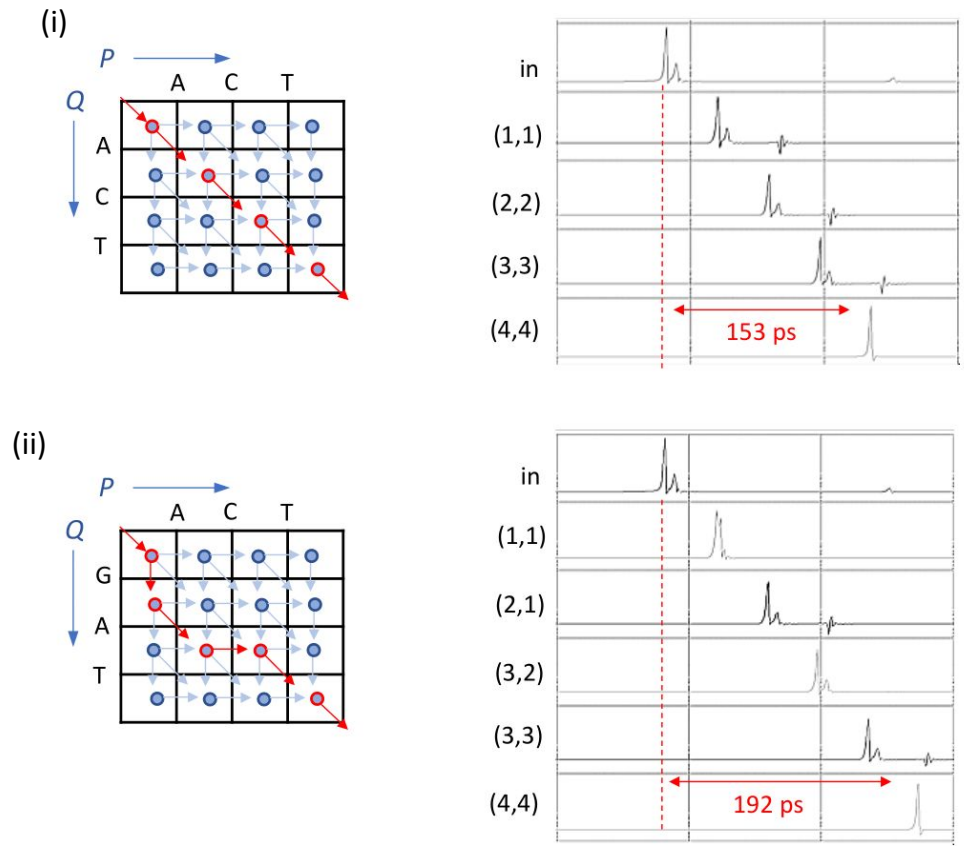 (i)
P
A C T
Q
A
C
T
in
(1,1)
(2,2)
(3,3)
153 ps
(4,4)
(ii)
P
A C T
Q
G
A
T
in
(1,1)
(2,1)
(3,2)
(3,3)
192 ps
(4,4)